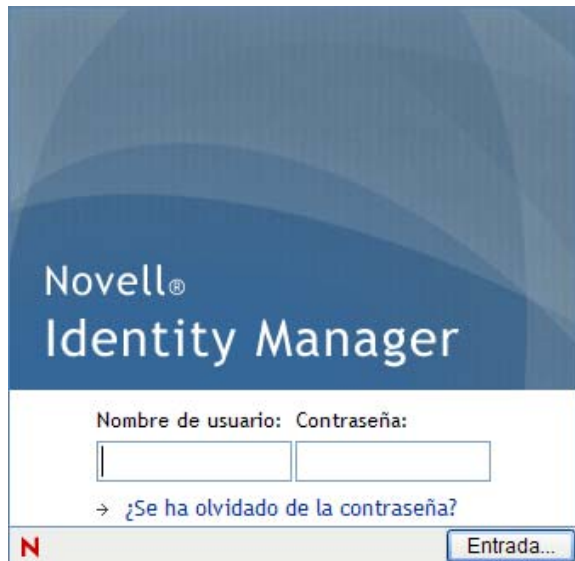 Novell®
Identity Manager
Nombre de usuario: Contraseña:
→ ¿Se ha olvidado de la contraseña?
N Entrada...